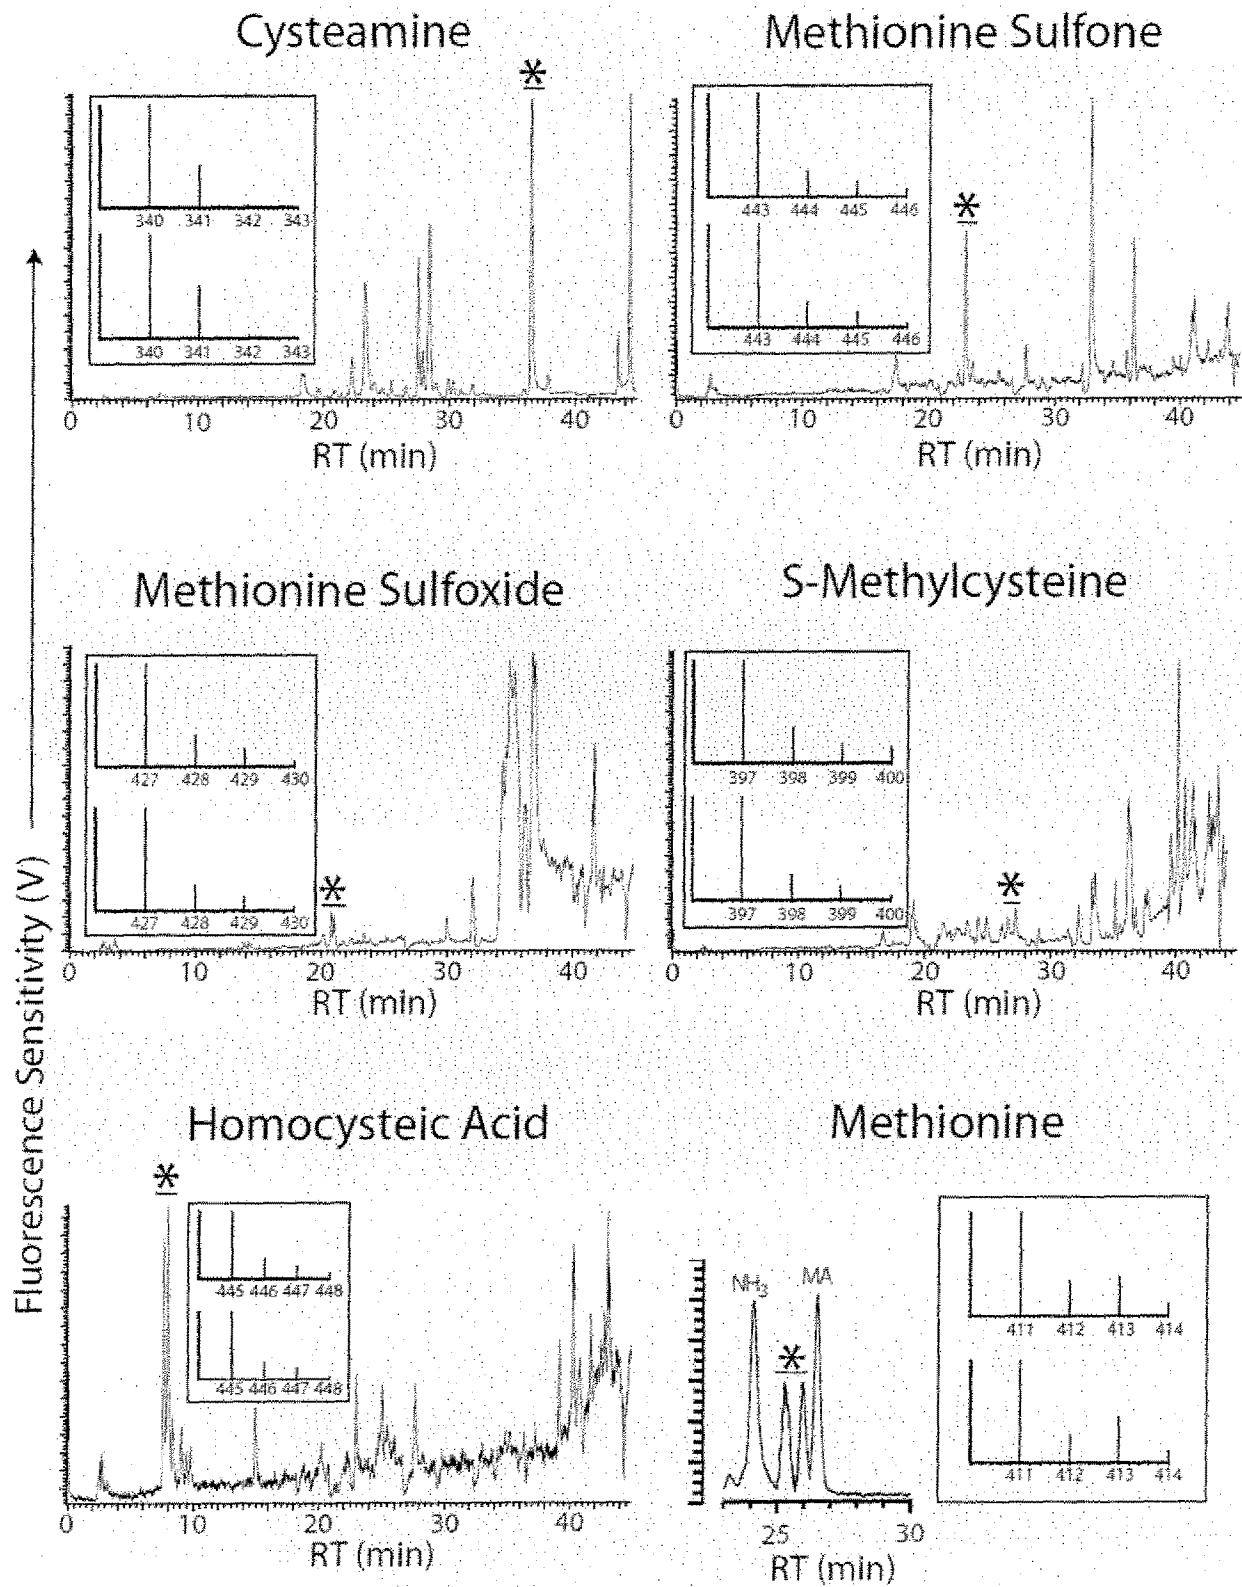 Cysteamine
*
340 341 342 343
340 341 342 343
0 10 20 30 40
RT (min)
Methionine Sulfone
*
443 444 445 446
443 444 445 446
0 10 20 30 40
RT (min)
Fluorescence Sensitivity (V)
Methionine Sulfoxide
*
427 428 429 430
427 428 429 430
0 10 20 30 40
RT (min)
S-Methylcysteine
*
397 398 399 400
397 398 399 400
0 10 20 30 40
RT (min)
Homocysteic Acid
*
445 446 447 448
445 446 447 448
0 10 20 30 40
RT (min)
Methionine
NH3 MA
*
411 412 413 414
411 412 413 414
25 30
RT (min)